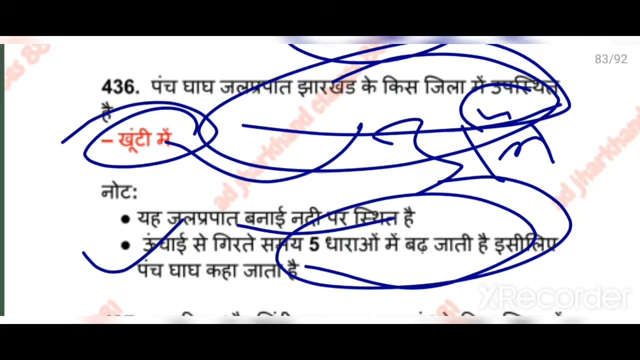 83/92
436. पंच घाघ जलप्रपात झारखंड के किस जिला में उपस्थित
है
– खूंटी में
नोट:
• यह जलप्रपात बनाई नदी पर स्थित है
• ऊंचाई से गिरते समय 5 धाराओं में बढ़ जाती है इसीलिए
पंच घाघ कहा जाता है
XRecorder